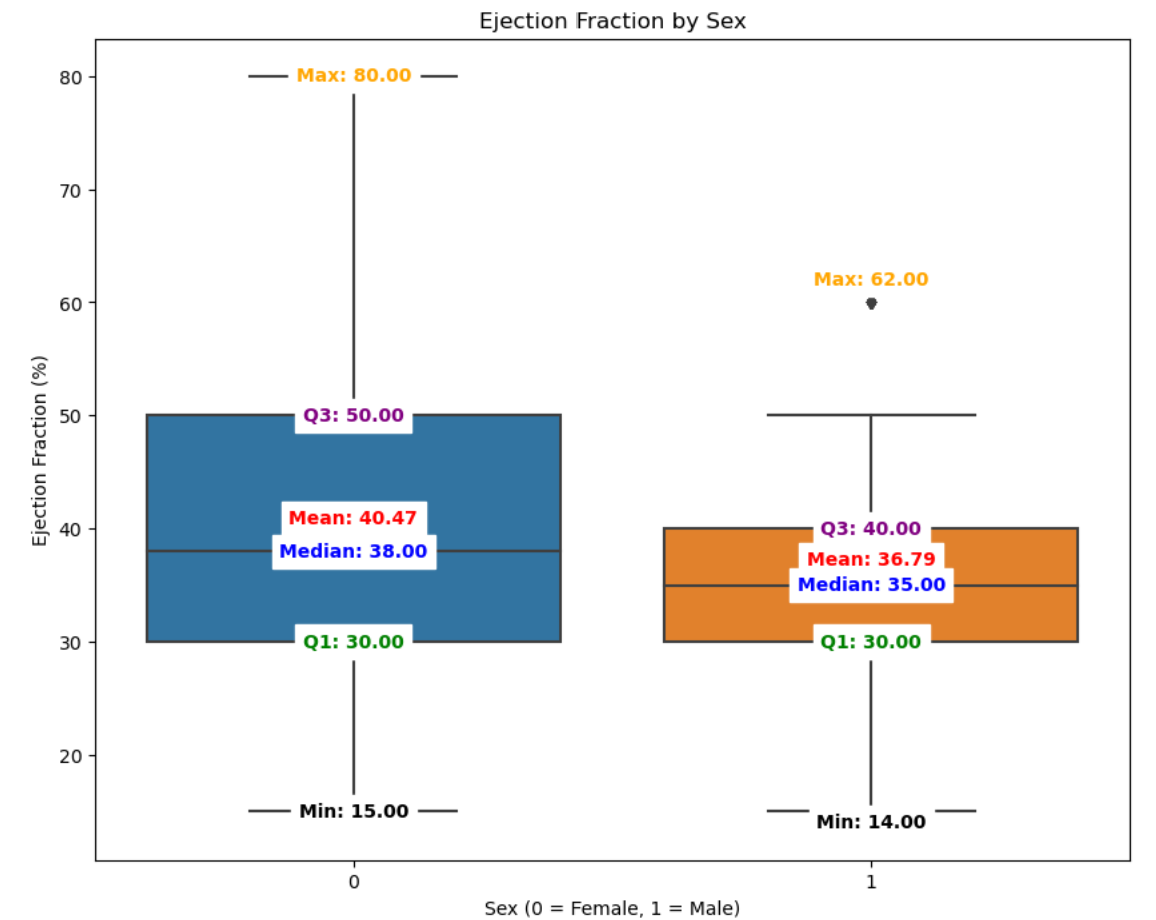 Ejection Fraction by Sex
Ejection Fraction (%)
80
70
60
50
40
30
20
Max: 80.00
Q3: 50.00
Mean: 40.47
Median: 38.00
Q1: 30.00
Min: 15.00
Max: 62.00
Q3: 40.00
Mean: 36.79
Median: 35.00
Q1: 30.00
Min: 14.00
0
1
Sex (0 = Female, 1 = Male)